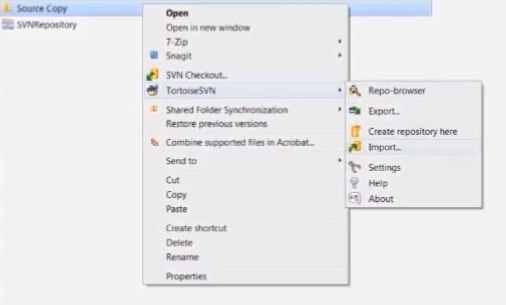 Source Copy
SVNRepository
Open
Open in new window
7-Zip
Snagit
SVN Checkout...
TortoiseSVN
Shared Folder Synchronization
Restore previous versions
Combine supported files in Acrobat...
Send to
Cut
Copy
Paste
Create shortcut
Delete
Rename
Properties
Repo-browser
Export...
Create repository here
Import...
Settings
Help
About